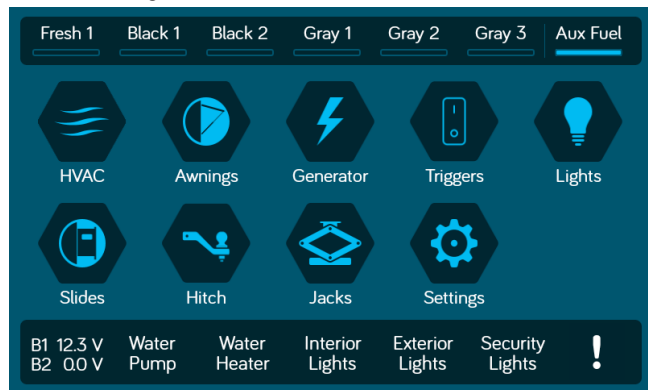 Fresh 1 Black 1 Black 2 Gray 1 Gray 2 Gray 3 Aux Fuel
HVAC Awnings Generator Triggers Lights
Slides Hitch Jacks Settings
B1 12.3 V Water Water Interior Exterior Security !
B2 0.0 V Pump Heater Lights Lights Lights